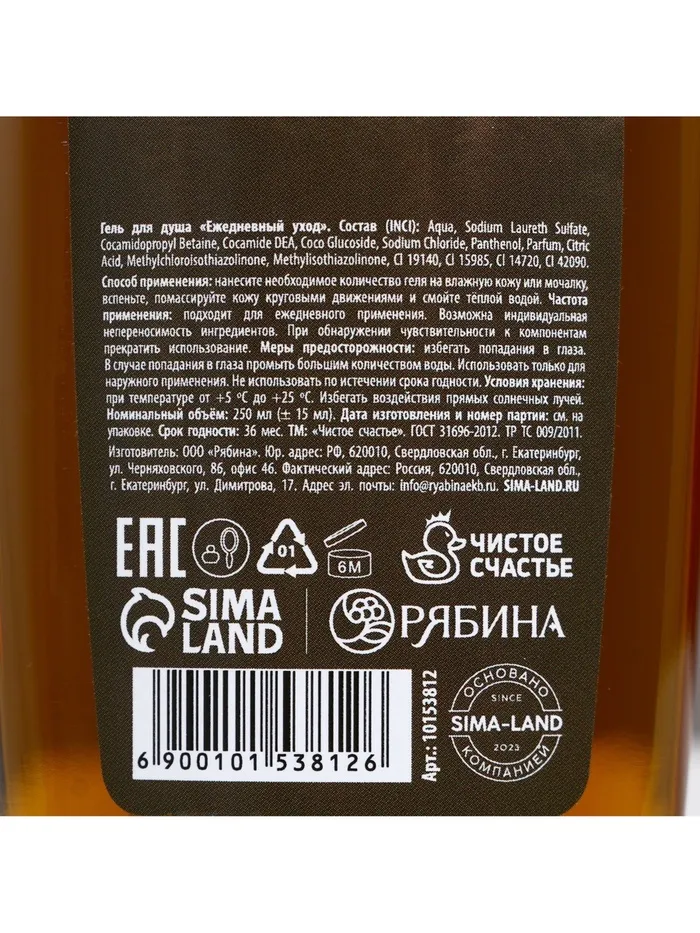 Гель для душа «Ежедневный уход». Состав (INCI): Aqua, Sodium Laureth Sulfate,
Cocamidopropyl Betaine, Cocamide DEA, Coco Glucoside, Sodium Chloride, Panthenol, Parfum, Citric
Acid, Methylchloroisothiazolinone, Methylisothiazolinone, CI 19140, CI 15985, CI 14720, CI 42090.
Способ применения: нанесите необходимое количество геля на влажную кожу или мочалку,
вспеньте, помассируйте кожу круговыми движениями и смойте тёплой водой. Частота
применения: подходит для ежедневного применения. Возможна индивидуальная
непереносимость ингредиентов. При обнаружении чувствительности к компонентам
прекратить использование. Меры предосторожности: избегать попадания в глаза.
В случае попадания в глаза промыть большим количеством воды. Использовать только для
наружного применения. Не использовать по истечении срока годности. Условия хранения:
при температуре от +5 °C до +25 °C. Избегать воздействия прямых солнечных лучей.
Номинальный объём: 250 мл (± 15 мл). Дата изготовления и номер партии: см. на
упаковке. Срок годности: 36 мес. ТМ: «Чистое счастье». ГОСТ 31696-2012. ТР ТС 009/2011.
Изготовитель: ООО «Рябина». Юр. адрес: РФ, 620010, Свердловская обл., г. Екатеринбург,
ул. Черняховского, 86, офис 46. Фактический адрес: Россия, 620010, Свердловская обл.,
г. Екатеринбург, ул. Димитрова, 17. Адрес эл. почты: info@ryabinaekb.ru. SIMA-LAND.RU
EAC
01
6M
ЧИСТОЕ
СЧАСТЬЕ
SIMA
LAND
РЯБИНА
6 900101 538126
Арт.: 10153812
ОСНОВАНО
SINCE
SIMA-LAND
2023
КОМПАНИЕЙ